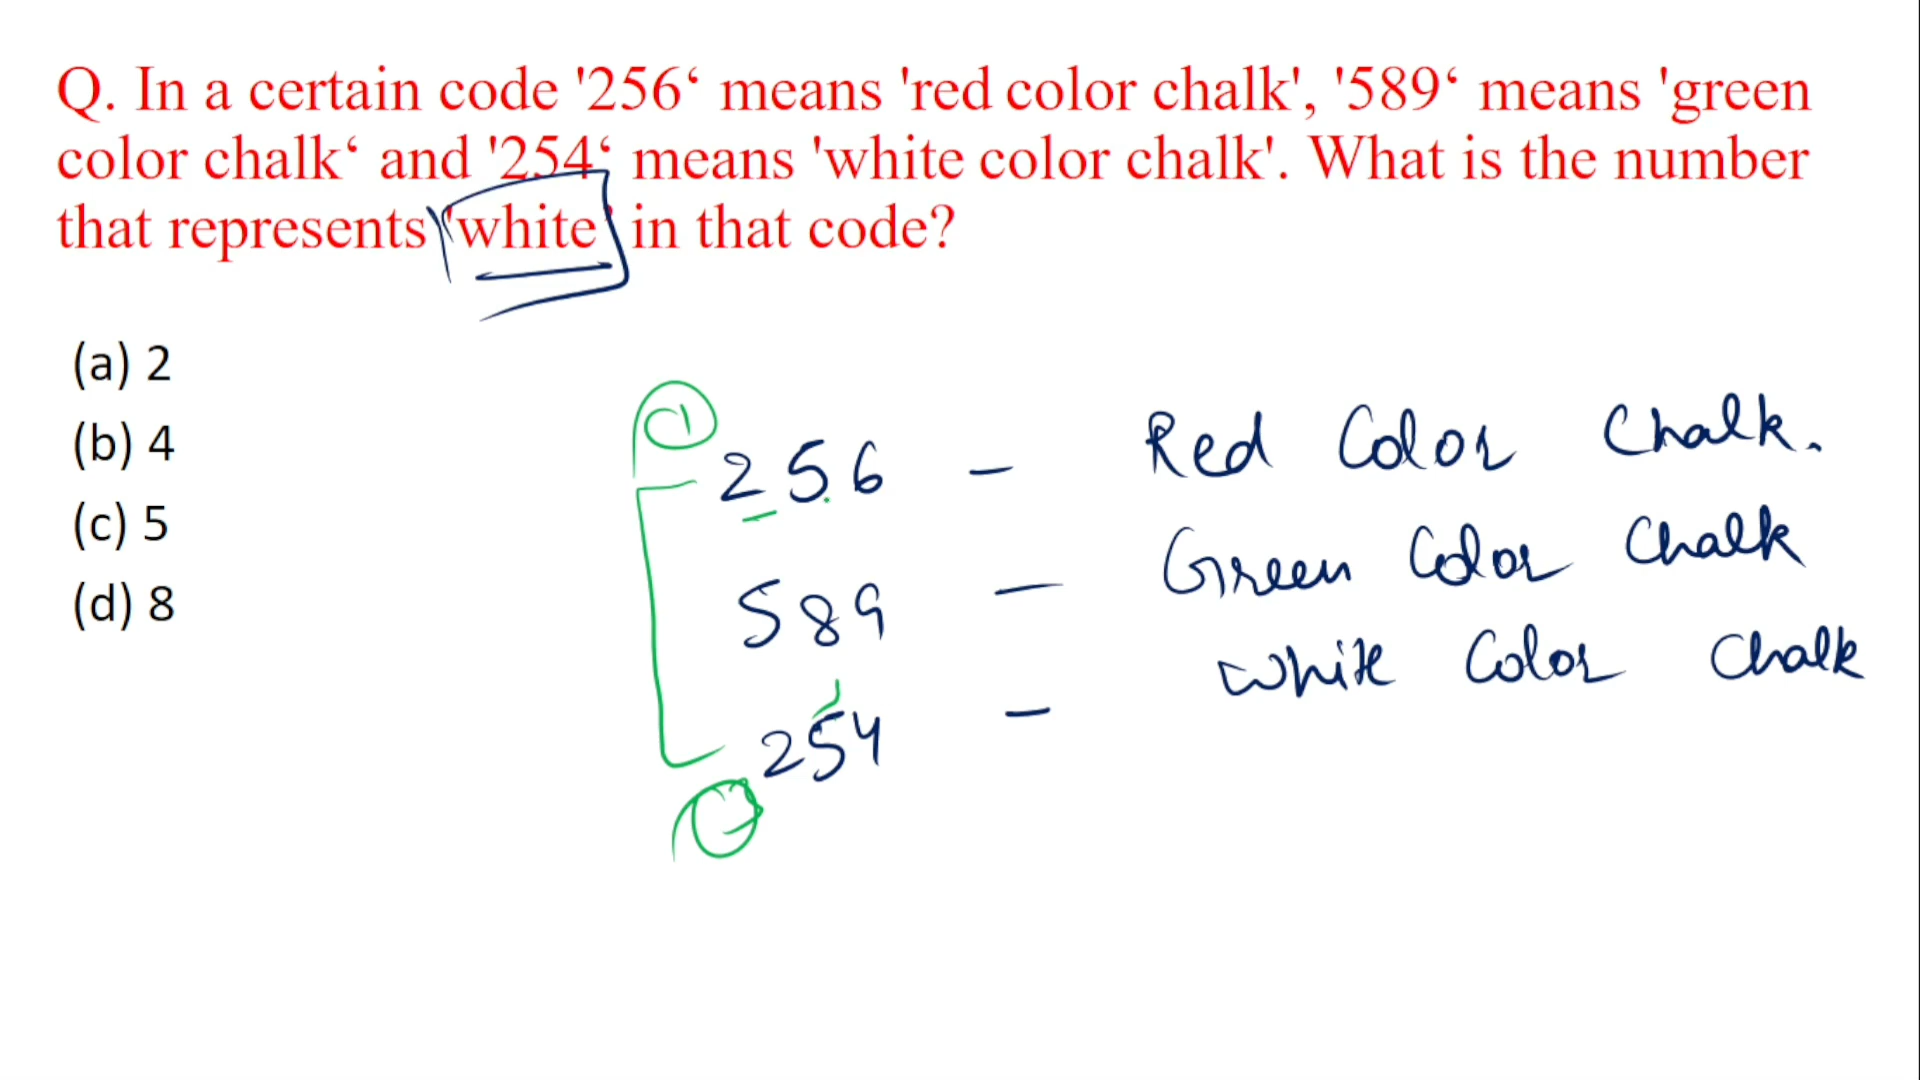 Q. In a certain code '256‘ means 'red color chalk', '589‘ means 'green
color chalk‘ and '254‘ means 'white color chalk'. What is the number
that represents 'white' in that code?
(a) 2
(b) 4
(c) 5
(d) 8
1
256 – Red Color Chalk.
589 – Green Color Chalk
254 – White Color Chalk